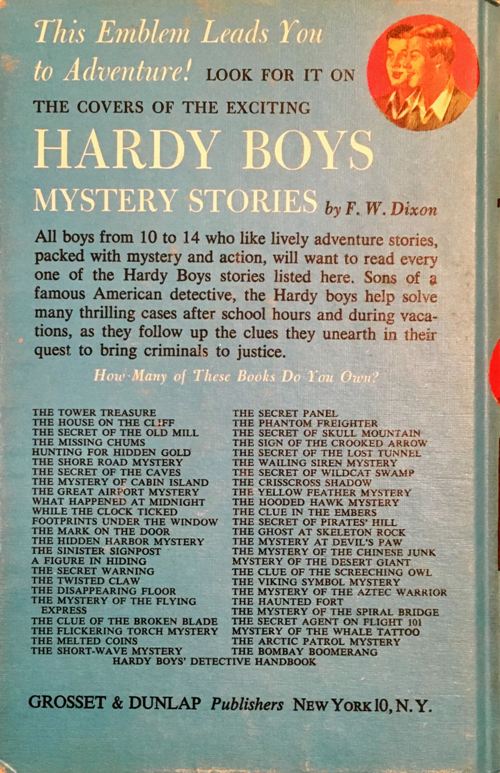 This Emblem Leads You
to Adventure! LOOK FOR IT ON
THE COVERS OF THE EXCITING
HARDY BOYS
MYSTERY STORIES by F. W. Dixon
All boys from 10 to 14 who like lively adventure stories,
packed with mystery and action, will want to read every
one of the Hardy Boys stories listed here. Sons of a
famous American detective, the Hardy boys help solve
many thrilling cases after school hours and during vaca-
tions, as they follow up the clues they unearth in their
quest to bring criminals to justice.
How Many of These Books Do You Own?
THE TOWER TREASURE
THE HOUSE ON THE CLIFF
THE SECRET OF THE OLD MILL
THE MISSING CHUMS
HUNTING FOR HIDDEN GOLD
THE SHORE ROAD MYSTERY
THE SECRET OF THE CAVES
THE MYSTERY OF CABIN ISLAND
THE GREAT AIRPORT MYSTERY
WHAT HAPPENED AT MIDNIGHT
WHILE THE CLOCK TICKED
FOOTPRINTS UNDER THE WINDOW
THE MARK ON THE DOOR
THE HIDDEN HARBOR MYSTERY
THE SINISTER SIGNPOST
A FIGURE IN HIDING
THE SECRET WARNING
THE TWISTED CLAW
THE DISAPPEARING FLOOR
THE MYSTERY OF THE FLYING
EXPRESS
THE CLUE OF THE BROKEN BLADE
THE FLICKERING TORCH MYSTERY
THE MELTED COINS
THE SHORT-WAVE MYSTERY
THE SECRET PANEL
THE PHANTOM FREIGHTER
THE SECRET OF SKULL MOUNTAIN
THE SIGN OF THE CROOKED ARROW
THE SECRET OF THE LOST TUNNEL
THE WAILING SIREN MYSTERY
THE SECRET OF WILDCAT SWAMP
THE CRISSCROSS SHADOW
THE YELLOW FEATHER MYSTERY
THE HOODED HAWK MYSTERY
THE CLUE IN THE EMBERS
THE SECRET OF PIRATES' HILL
THE GHOST AT SKELETON ROCK
THE MYSTERY AT DEVIL'S PAW
THE MYSTERY OF THE CHINESE JUNK
MYSTERY OF THE DESERT GIANT
THE CLUE OF THE SCREECHING OWL
THE VIKING SYMBOL MYSTERY
THE MYSTERY OF THE AZTEC WARRIOR
THE HAUNTED FORT
THE MYSTERY OF THE SPIRAL BRIDGE
THE SECRET AGENT ON FLIGHT 101
MYSTERY OF THE WHALE TATTOO
THE ARCTIC PATROL MYSTERY
THE BOMBAY BOOMERANG
HARDY BOYS' DETECTIVE HANDBOOK
GROSSET & DUNLAP Publishers NEW YORK 10, N. Y.